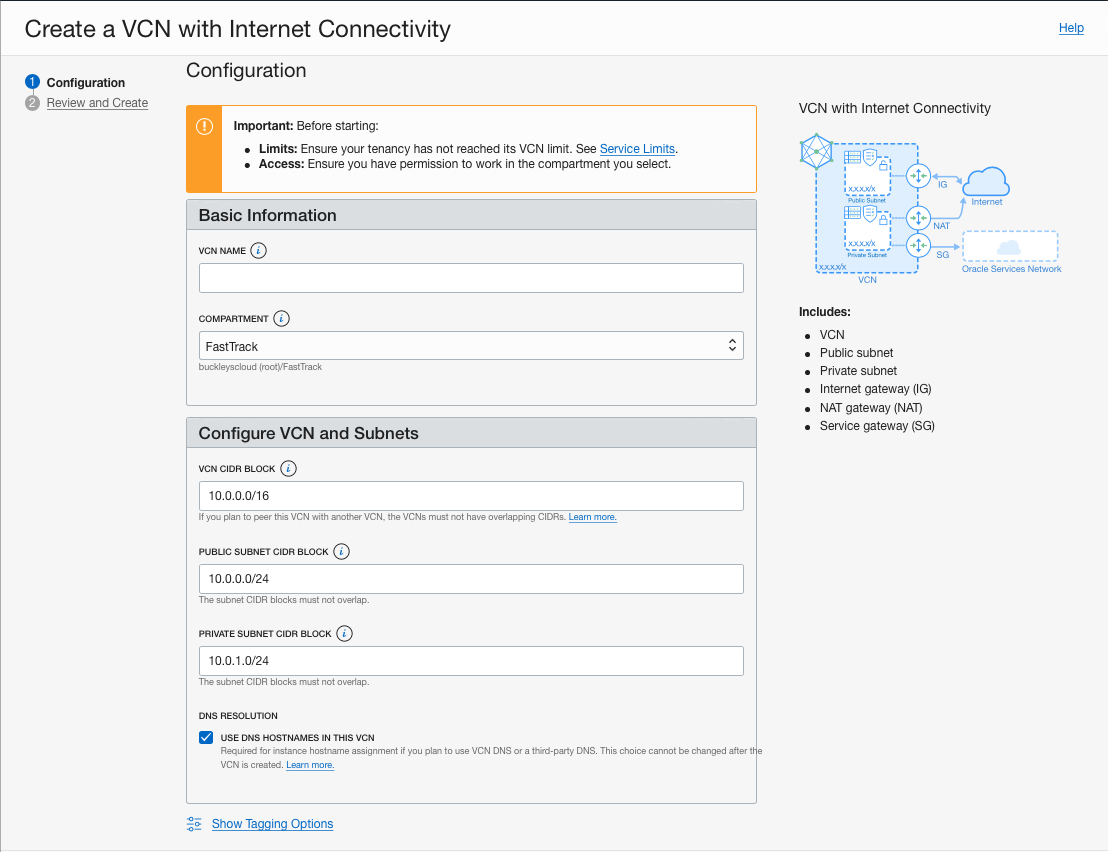 Create a VCN with Internet Connectivity
Help
1 Configuration
2 Review and Create
Configuration
Important: Before starting:
Limits: Ensure your tenancy has not reached its VCN limit. See Service Limits.
Access: Ensure you have permission to work in the compartment you select.
Basic Information
VCN NAME i
COMPARTMENT i
FastTrack
buckleyscloud (root)/FastTrack
Configure VCN and Subnets
VCN CIDR BLOCK i
10.0.0.0/16
If you plan to peer this VCN with another VCN, the VCNs must not have overlapping CIDRs. Learn more.
PUBLIC SUBNET CIDR BLOCK i
10.0.0.0/24
The subnet CIDR blocks must not overlap.
PRIVATE SUBNET CIDR BLOCK i
10.0.1.0/24
The subnet CIDR blocks must not overlap.
DNS RESOLUTION
USE DNS HOSTNAMES IN THIS VCN
Required for instance hostname assignment if you plan to use VCN DNS or a third-party DNS. This choice cannot be changed after the
VCN is created. Learn more.
Show Tagging Options
VCN with Internet Connectivity
x.x.x.x/x
Public Subnet
IG
Internet
NAT
x.x.x.x/x
Private Subnet
SG
x.x.x.x/x
Oracle Services Network
VCN
Includes:
VCN
Public subnet
Private subnet
Internet gateway (IG)
NAT gateway (NAT)
Service gateway (SG)